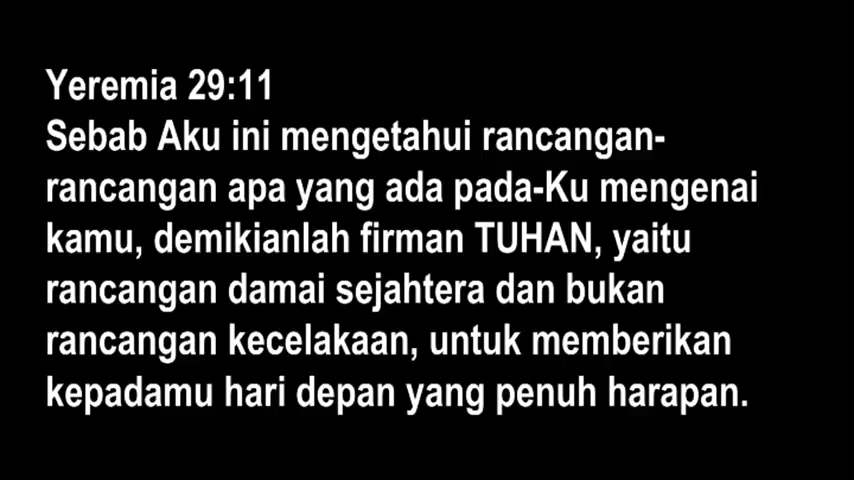 Yeremia 29:11
Sebab Aku ini mengetahui rancangan-
rancangan apa yang ada pada-Ku mengenai
kamu, demikianlah firman TUHAN, yaitu
rancangan damai sejahtera dan bukan
rancangan kecelakaan, untuk memberikan
kepadamu hari depan yang penuh harapan.